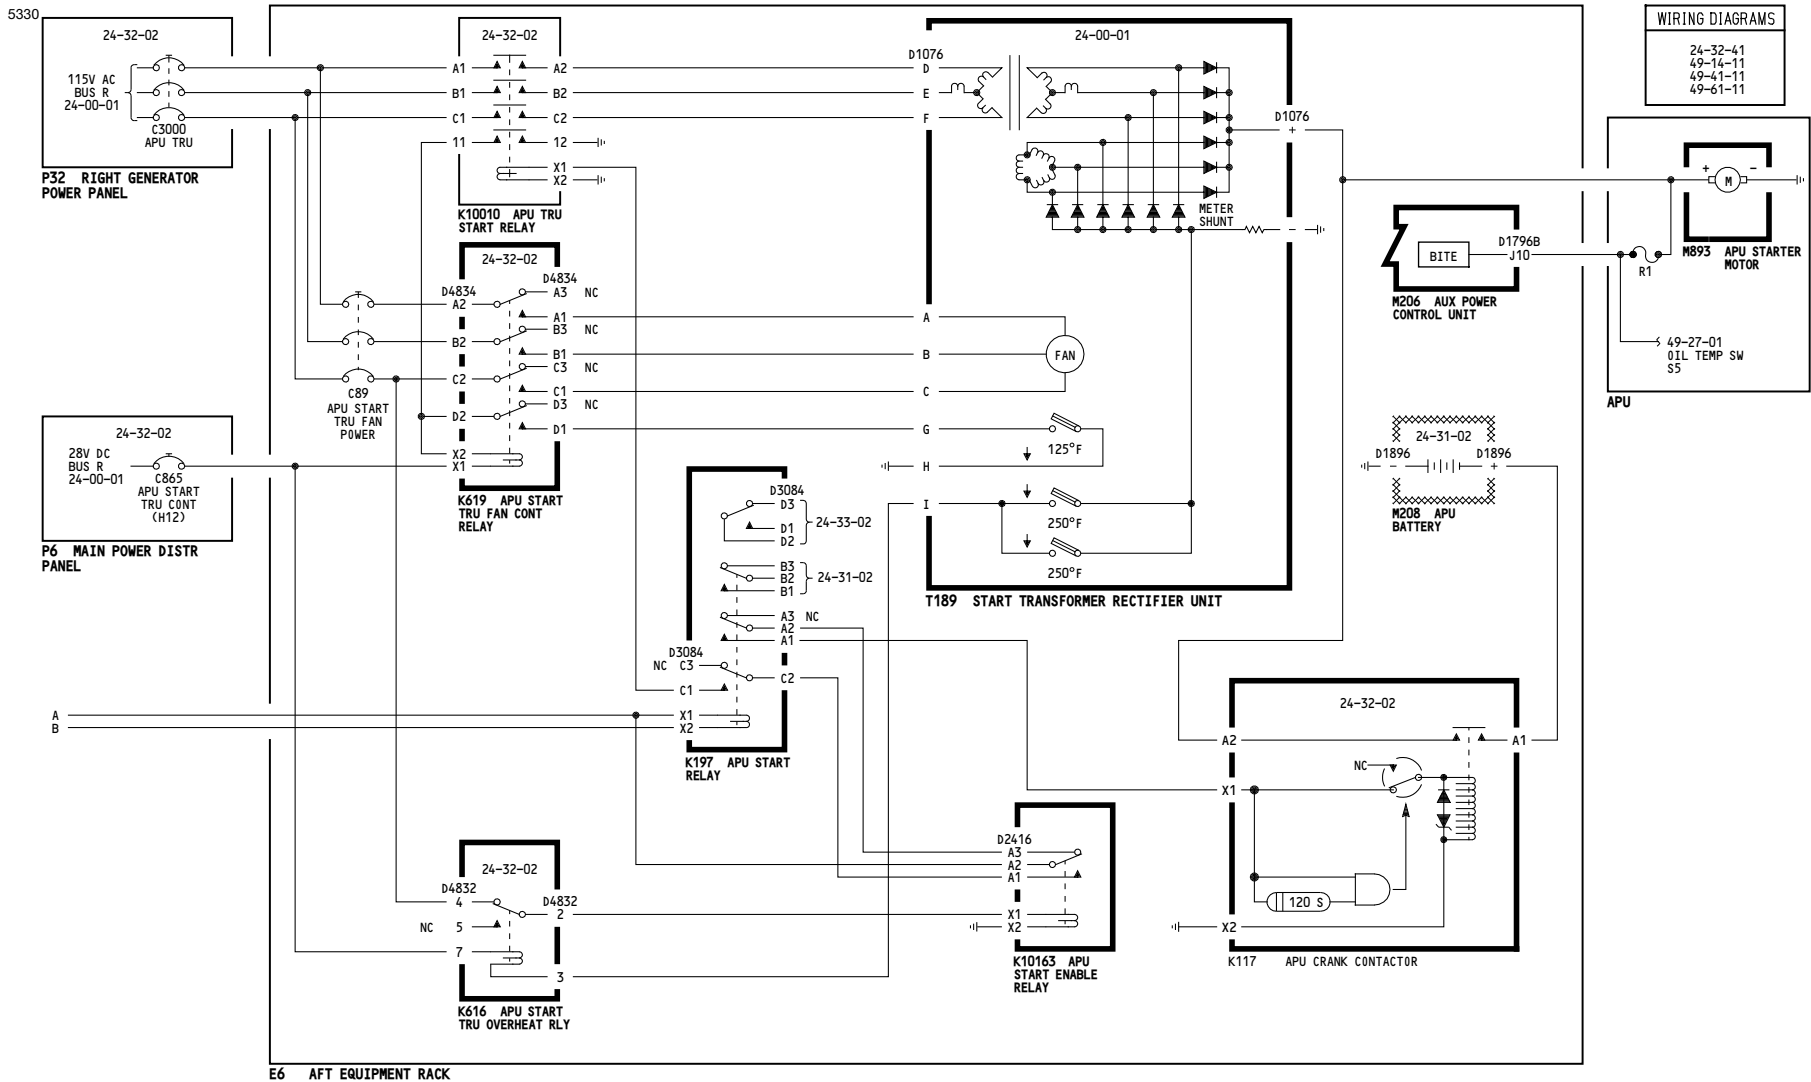 5330
24-32-02
115V AC
BUS R
24-00-01
C3000
APU TRU
P32 RIGHT GENERATOR
POWER PANEL
24-32-02
A1
A2
B1
B2
C1
C2
11
12
X1
X2
K10010 APU TRU
START RELAY
24-32-02
D4834
D4834
A2
A3 NC
A1
B3 NC
B2
B1
C3 NC
C2
C1
D3 NC
D2
D1
X2
X1
K619 APU START
TRU FAN CONT
RELAY
C89
APU START
TRU FAN
POWER
24-32-02
28V DC
BUS R
24-00-01
C865
APU START
TRU CONT
(H12)
P6 MAIN POWER DISTR
PANEL
24-00-01
D1076
D
E
F
D1076
+
METER
SHUNT
-
A
B
C
FAN
G
125°F
H
I
250°F
250°F
T189 START TRANSFORMER RECTIFIER UNIT
WIRING DIAGRAMS
24-32-41
49-14-11
49-41-11
49-61-11
+
M
-
M893 APU STARTER
MOTOR
R1
49-27-01
OIL TEMP SW
S5
APU
BITE
D1796B
J10
M206 AUX POWER
CONTROL UNIT
24-31-02
D1896
D1896
-
+
M208 APU
BATTERY
D3084
D3
D1
D2
24-33-02
B3
B2
B1
24-31-02
A3 NC
A2
A1
D3084
NC C3
C2
C1
X1
X2
K197 APU START
RELAY
A
B
24-32-02
A2
A1
NC
X1
120 S
X2
K117 APU CRANK CONTACTOR
D2416
A3
A2
A1
X1
X2
K10163 APU
START ENABLE
RELAY
24-32-02
D4832
4
D4832
2
NC 5
7
3
K616 APU START
TRU OVERHEAT RLY
E6 AFT EQUIPMENT RACK